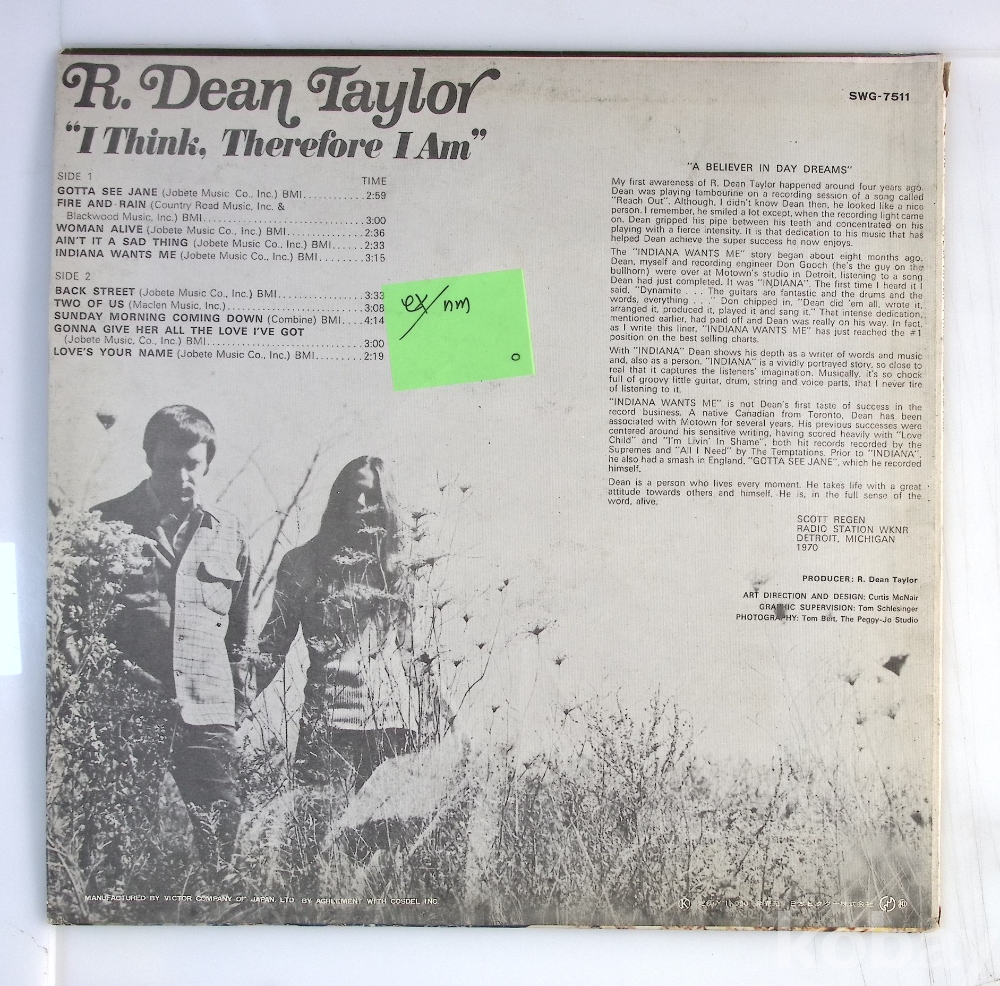 R. Dean Taylor
"I Think, Therefore I Am"
SWG-7511
SIDE 1
TIME
GOTTA SEE JANE (Jobete Music Co., Inc.) BMI..........2:59
FIRE AND RAIN (Country Road Music, Inc. &
Blackwood Music, Inc.) BMI..........3:00
WOMAN ALIVE (Jobete Music Co., Inc.) BMI..........2:36
AIN'T IT A SAD THING (Jobete Music Co., Inc.) BMI......2:33
INDIANA WANTS ME (Jobete Music Co., Inc.) BMI........3:15
SIDE 2
BACK STREET (Jobete Music Co., Inc.) BMI..........3:33
TWO OF US (Maclen Music, Inc.)..........3:08
SUNDAY MORNING COMING DOWN (Combine) BMI....4:14
GONNA GIVE HER ALL THE LOVE I'VE GOT
(Jobete Music, Co., Inc.) BMI..........3:00
LOVE'S YOUR NAME (Jobete Music Co., Inc.) BMI.......2:19
ex/nm
"A BELIEVER IN DAY DREAMS"
My first awareness of R. Dean Taylor happened around four years ago.
Dean was playing tambourine on a recording session of a song called
"Reach Out". Although, I didn't know Dean then, he looked like a nice
person. I remember, he smiled a lot except, when the recording light came
on. Dean gripped his pipe between his teeth and concentrated on his
playing with a fierce intensity. It is that dedication to his music that has
helped Dean achieve the super success he now enjoys.
The "INDIANA WANTS ME" story began about eight months ago.
Dean, myself and recording engineer Don Gooch (he's the guy on the
bullhorn) were over at Motown's studio in Detroit, listening to a song
Dean had just completed. It was "INDIANA". The first time I heard it I
said, "Dynamite . . . The guitars are fantastic and the drums and the
words, everything . . ." Don chipped in, "Dean did 'em all, wrote it,
arranged it, produced it, played it and sang it." That intense dedication,
mentioned earlier, had paid off and Dean was really on his way. In fact,
as I write this liner, "INDIANA WANTS ME" has just reached the #1
position on the best selling charts.
With "INDIANA" Dean shows his depth as a writer of words and music
and, also as a person. "INDIANA" is a vividly portrayed story, so close to
real that it captures the listeners' imagination. Musically, it's so chock
full of groovy little guitar, drum, string and voice parts, that I never tire
of listening to it.
"INDIANA WANTS ME" is not Dean's first taste of success in the
record business. A native Canadian from Toronto, Dean has been
associated with Motown for several years. His previous successes were
centered around his sensitive writing, having scored heavily with "Love
Child" and "I'm Livin' In Shame", both hit records recorded by the
Supremes and "All I Need" by The Temptations. Prior to "INDIANA",
he also had a smash in England, "GOTTA SEE JANE", which he recorded
himself.
Dean is a person who lives every moment. He takes life with a great
attitude towards others and himself. He is, in the full sense of the
word, alive.
SCOTT REGEN
RADIO STATION WKNR
DETROIT, MICHIGAN
1970
PRODUCER: R. Dean Taylor
ART DIRECTION AND DESIGN: Curtis McNair
GRAPHIC SUPERVISION: Tom Schlesinger
PHOTOGRAPHY: Tom Bert, The Peggy-Jo Studio
MANUFACTURED BY VICTOR COMPANY OF JAPAN, LTD. BY AGREEMENT WITH COSDEL INC.
日本ビクター株式会社